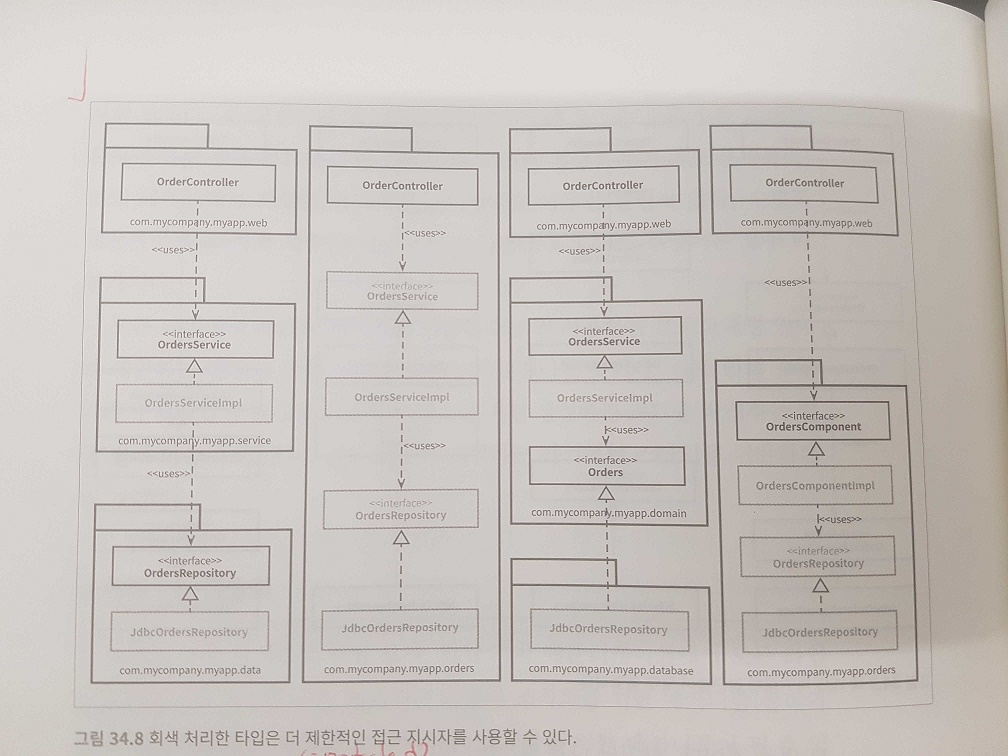 OrderController
com.mycompany.myapp.web
<<uses>>
<<interface>>
OrdersService
OrdersServiceImpl
com.mycompany.myapp.service
<<uses>>
<<interface>>
OrdersRepository
JdbcOrdersRepository
com.mycompany.myapp.data
OrderController
<<uses>>
<<interface>>
OrdersService
OrdersServiceImpl
<<uses>>
<<interface>>
OrdersRepository
JdbcOrdersRepository
com.mycompany.myapp.orders
OrderController
com.mycompany.myapp.web
<<uses>>
<<interface>>
OrdersService
OrdersServiceImpl
<<uses>>
<<interface>>
Orders
com.mycompany.myapp.domain
JdbcOrdersRepository
com.mycompany.myapp.database
OrderController
com.mycompany.myapp.web
<<uses>>
<<interface>>
OrdersComponent
OrdersComponentImpl
<<uses>>
<<interface>>
OrdersRepository
JdbcOrdersRepository
com.mycompany.myapp.orders
그림 34.8 회색 처리한 타입은 더 제한적인 접근 지시자를 사용할 수 있다.